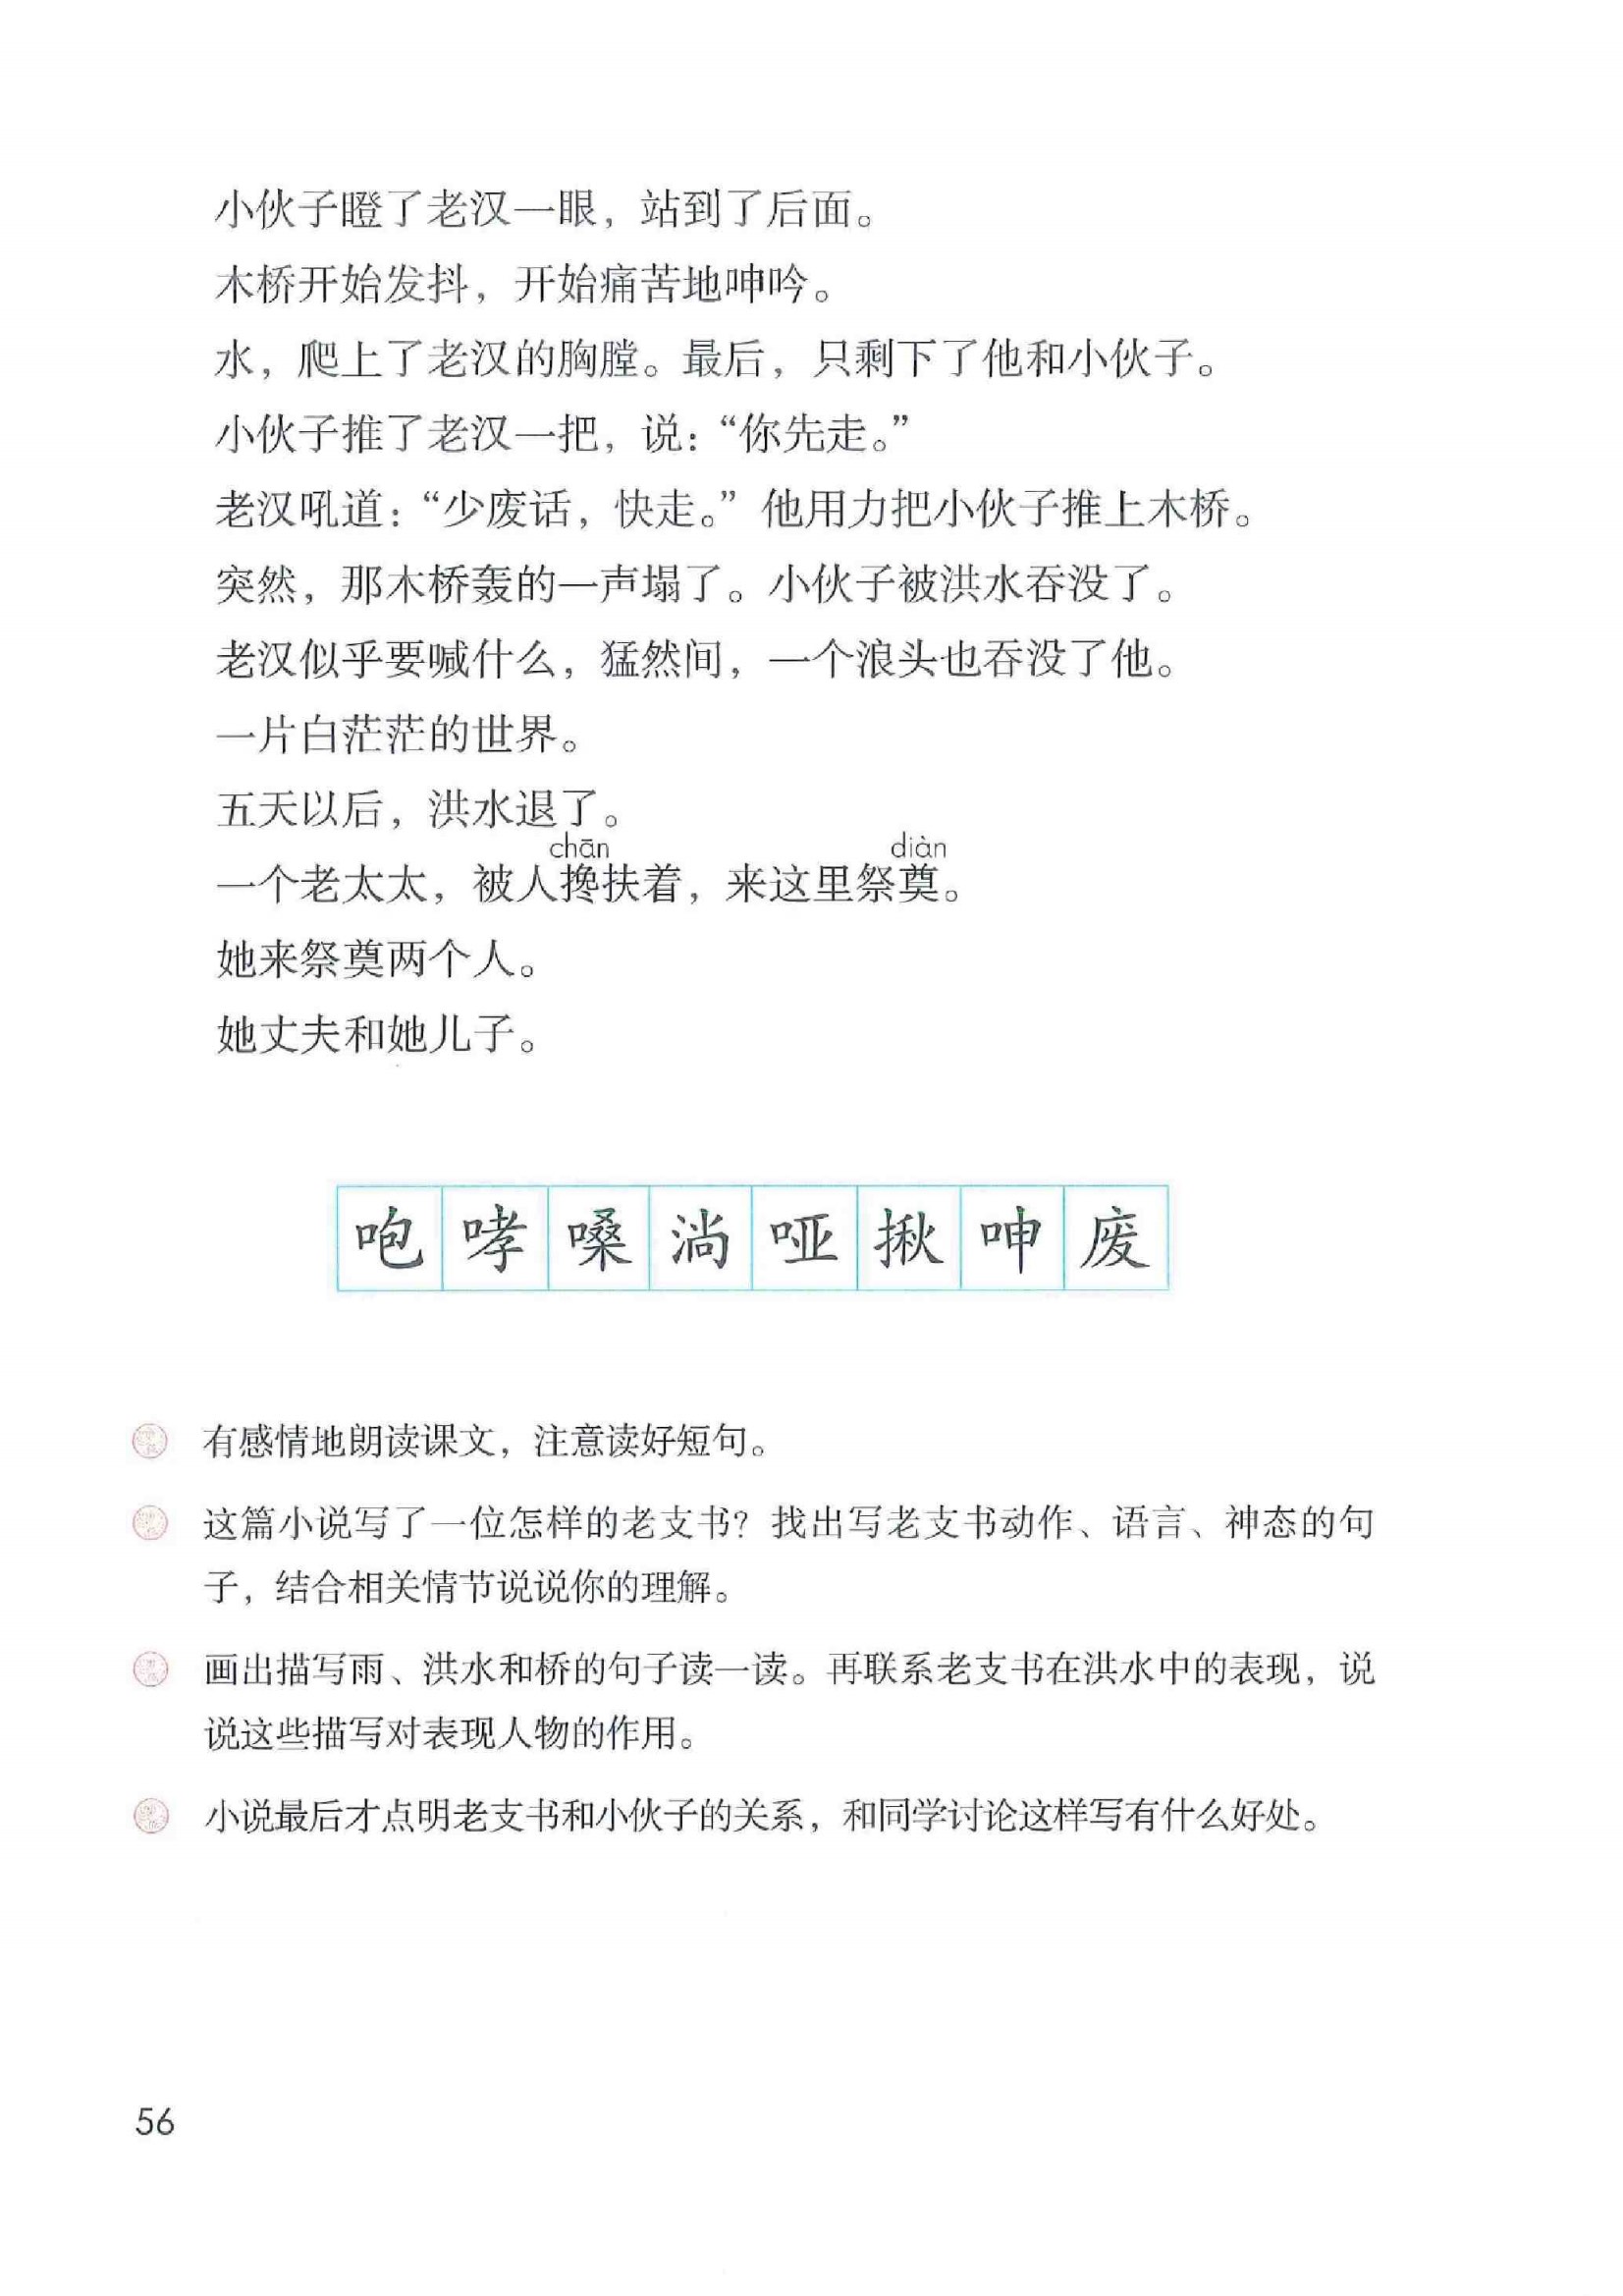 小伙子瞪了老汉一眼，站到了后面。
木桥开始发抖，开始痛苦地呻吟。
水，爬上了老汉的胸膛。最后，只剩下了他和小伙子。
小伙子推了老汉一把，说：“你先走。”
老汉吼道：“少废话，快走。”他用力把小伙子推上木桥。
突然，那木桥轰的一声塌了。小伙子被洪水吞没了。
老汉似乎要喊什么，猛然间，一个浪头也吞没了他。
一片白茫茫的世界。
五天以后，洪水退了。
chān diàn
一个老太太，被人搀扶着，来这里祭奠。
她来祭奠两个人。
她丈夫和她儿子。
咆哮嗓淌哑揪呻废
有感情地朗读课文，注意读好短句。
这篇小说写了一位怎样的老支书？找出写老支书动作、语言、神态的句
子，结合相关情节说说你的理解。
画出描写雨、洪水和桥的句子读一读。再联系老支书在洪水中的表现，说
说这些描写对表现人物的作用。
小说最后才点明老支书和小伙子的关系，和同学讨论这样写有什么好处。
56